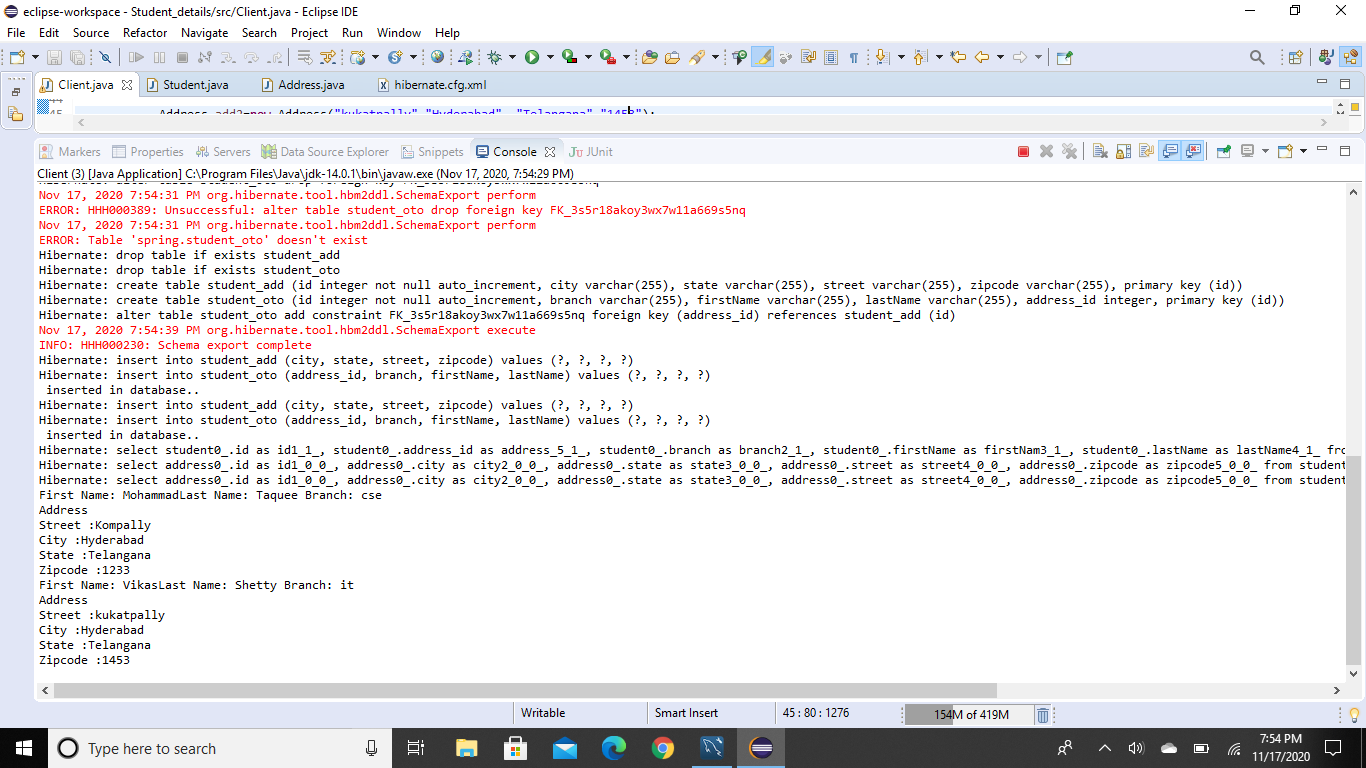 eclipse-workspace - Student_details/src/Client.java - Eclipse IDE
File Edit Source Refactor Navigate Search Project Run Window Help
Client.java Student.java Address.java hibernate.cfg.xml
45 Address add2=new Address("kukatpally","Hyderabad", "Telangana","1453");
Markers Properties Servers Data Source Explorer Snippets Console JUnit
Client (3) [Java Application] C:\Program Files\Java\jdk-14.0.1\bin\javaw.exe (Nov 17, 2020, 7:54:29 PM)
Hibernate: alter table student_oto drop foreign key FK_3s5r18akoy3wx7w11a669s5nq
Nov 17, 2020 7:54:31 PM org.hibernate.tool.hbm2ddl.SchemaExport perform
ERROR: HHH000389: Unsuccessful: alter table student_oto drop foreign key FK_3s5r18akoy3wx7w11a669s5nq
Nov 17, 2020 7:54:31 PM org.hibernate.tool.hbm2ddl.SchemaExport perform
ERROR: Table 'spring.student_oto' doesn't exist
Hibernate: drop table if exists student_add
Hibernate: drop table if exists student_oto
Hibernate: create table student_add (id integer not null auto_increment, city varchar(255), state varchar(255), street varchar(255), zipcode varchar(255), primary key (id))
Hibernate: create table student_oto (id integer not null auto_increment, branch varchar(255), firstName varchar(255), lastName varchar(255), address_id integer, primary key (id))
Hibernate: alter table student_oto add constraint FK_3s5r18akoy3wx7w11a669s5nq foreign key (address_id) references student_add (id)
Nov 17, 2020 7:54:39 PM org.hibernate.tool.hbm2ddl.SchemaExport execute
INFO: HHH000230: Schema export complete
Hibernate: insert into student_add (city, state, street, zipcode) values (?, ?, ?, ?)
Hibernate: insert into student_oto (address_id, branch, firstName, lastName) values (?, ?, ?, ?)
inserted in database..
Hibernate: insert into student_add (city, state, street, zipcode) values (?, ?, ?, ?)
Hibernate: insert into student_oto (address_id, branch, firstName, lastName) values (?, ?, ?, ?)
inserted in database..
Hibernate: select student0_.id as id1_1_, student0_.address_id as address_5_1_, student0_.branch as branch2_1_, student0_.firstName as firstNam3_1_, student0_.lastName as lastName4_1_ fro
Hibernate: select address0_.id as id1_0_0_, address0_.city as city2_0_0_, address0_.state as state3_0_0_, address0_.street as street4_0_0_, address0_.zipcode as zipcode5_0_0_ from student
Hibernate: select address0_.id as id1_0_0_, address0_.city as city2_0_0_, address0_.state as state3_0_0_, address0_.street as street4_0_0_, address0_.zipcode as zipcode5_0_0_ from student
First Name: MohammadLast Name: Taquee Branch: cse
Address
Street :Kompally
City :Hyderabad
State :Telangana
Zipcode :1233
First Name: VikasLast Name: Shetty Branch: it
Address
Street :kukatpally
City :Hyderabad
State :Telangana
Zipcode :1453
Writable Smart Insert 45 : 80 : 1276 154M of 419M
Type here to search
7:54 PM
11/17/2020